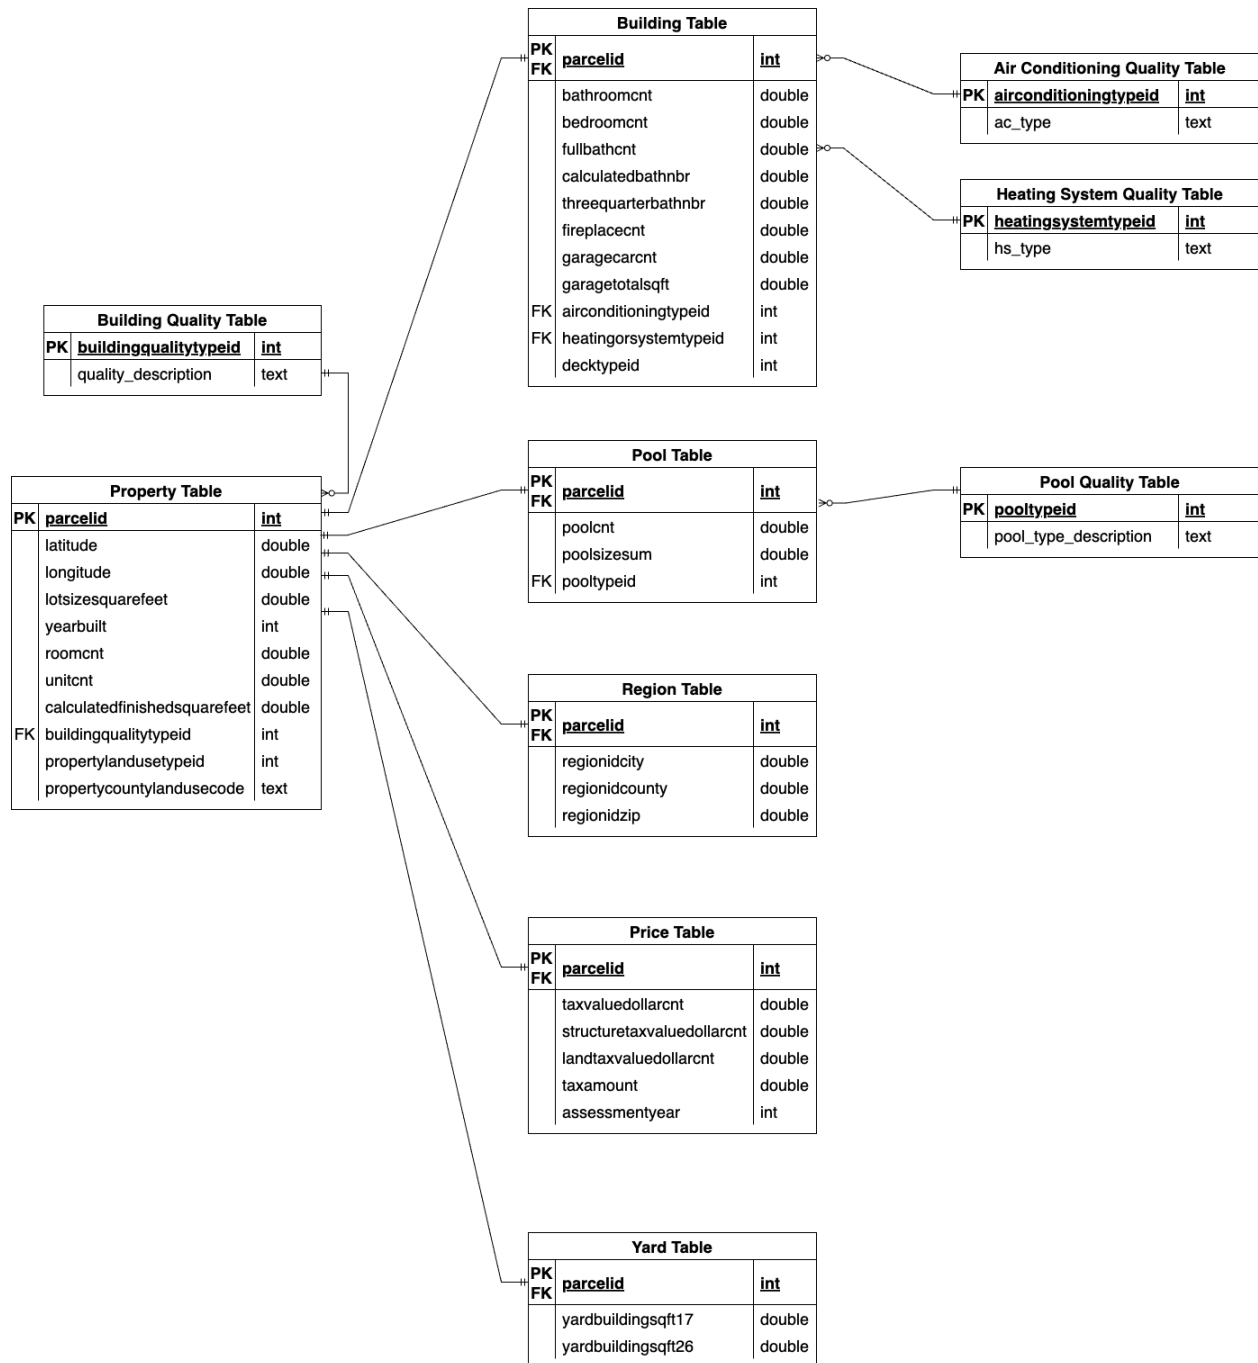 Building Table
PK FK parcelid int
bathroomcnt double
bedroomcnt double
fullbathcnt double
calculatedbathnbr double
threequarterbathnbr double
fireplacecnt double
garagecarcnt double
garagetotalsqft double
FK airconditioningtypeid int
FK heatingorsystemtypeid int
decktypeid int
Air Conditioning Quality Table
PK airconditioningtypeid int
ac_type text
Heating System Quality Table
PK heatingsystemtypeid int
hs_type text
Building Quality Table
PK buildingqualitytypeid int
quality_description text
Property Table
PK parcelid int
latitude double
longitude double
lotsizesquarefeet double
yearbuilt int
roomcnt double
unitcnt double
calculatedfinishedsquarefeet double
FK buildingqualitytypeid int
propertylandusetypeid int
propertycountylandusecode text
Pool Table
PK FK parcelid int
poolcnt double
poolsizesum double
FK pooltypeid int
Pool Quality Table
PK pooltypeid int
pool_type_description text
Region Table
PK FK parcelid int
regionidcity double
regionidcounty double
regionidzip double
Price Table
PK FK parcelid int
taxvaluedollarcnt double
structuretaxvaluedollarcnt double
landtaxvaluedollarcnt double
taxamount double
assessmentyear int
Yard Table
PK FK parcelid int
yardbuildingsqft17 double
yardbuildingsqft26 double